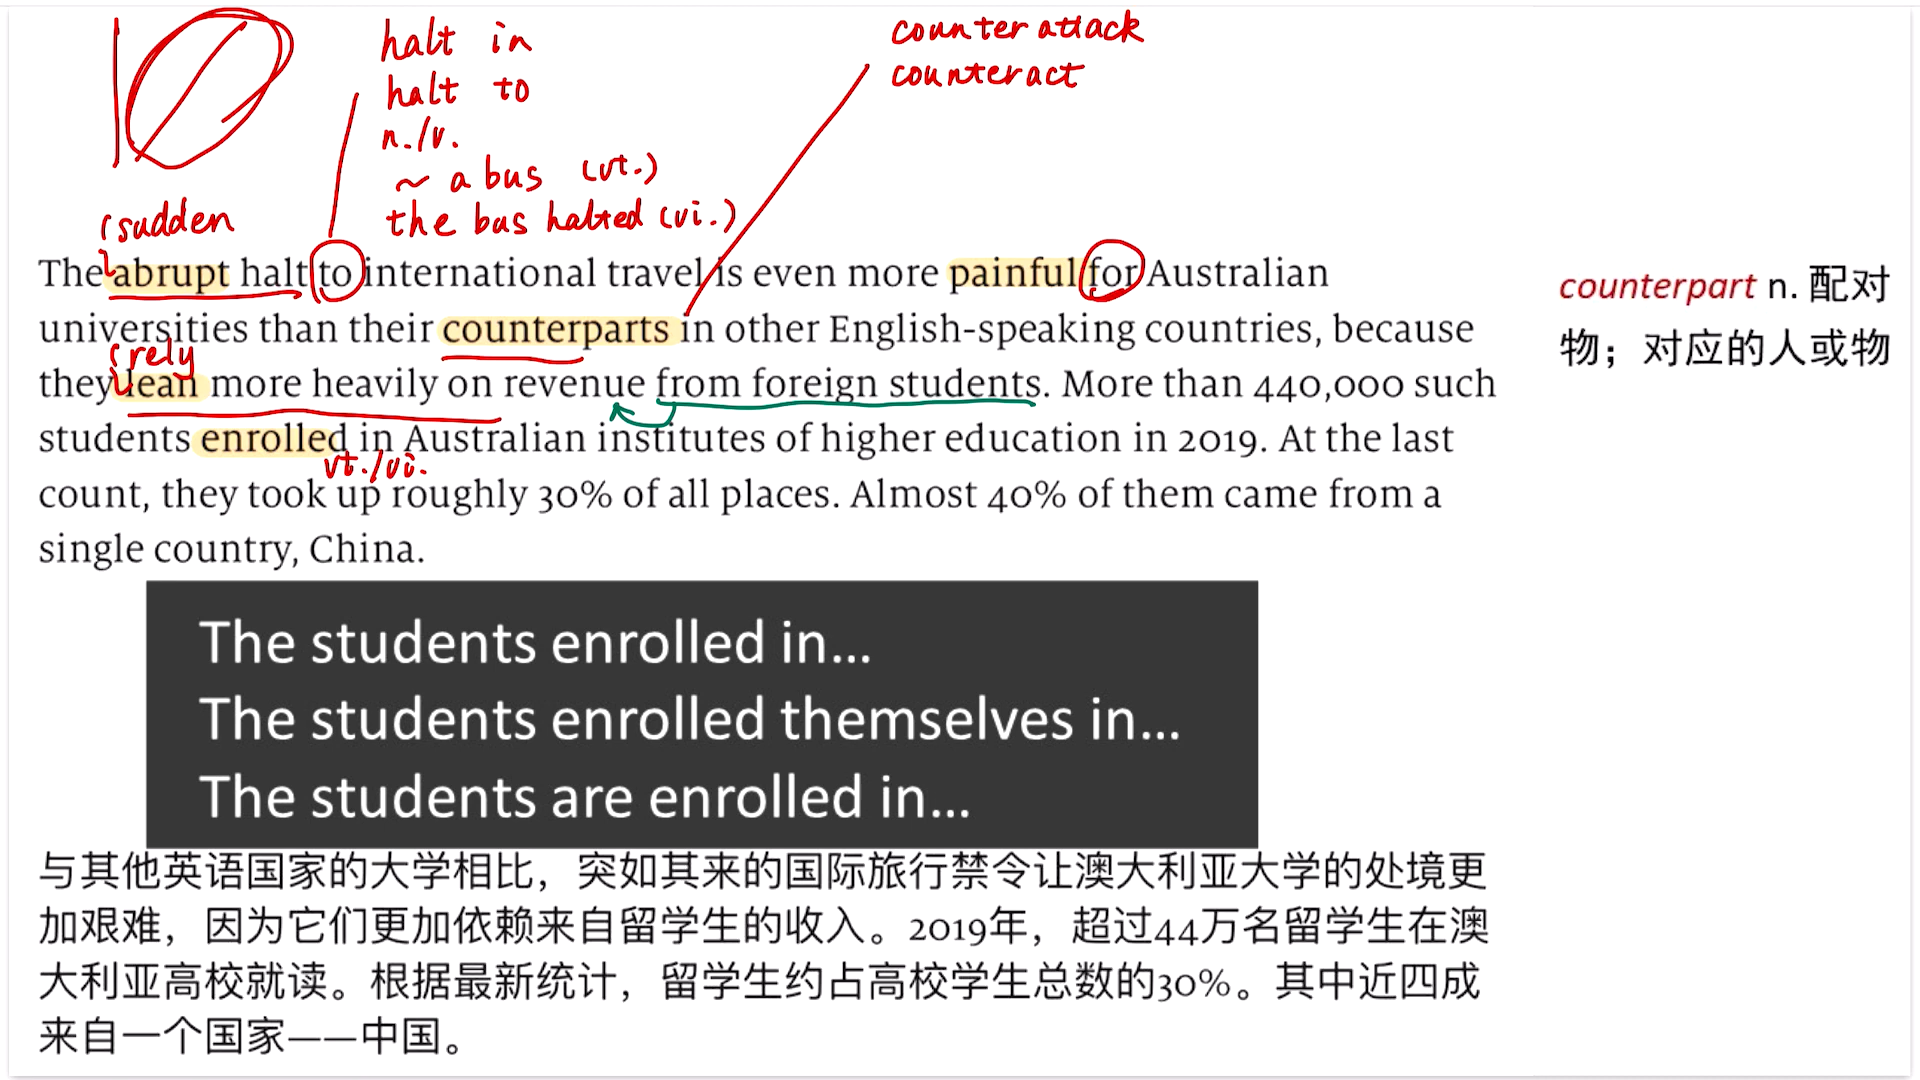 halt in
halt to
n./v.
~ a bus (vt.)
the bus halted (vi.)
counter attack
counteract
sudden
The abrupt halt to international travel is even more painful for Australian
universities than their counterparts in other English-speaking countries, because
rely
they lean more heavily on revenue from foreign students. More than 440,000 such
students enrolled in Australian institutes of higher education in 2019. At the last
vt./vi.
count, they took up roughly 30% of all places. Almost 40% of them came from a
single country, China.
counterpart n. 配对
物；对应的人或物
The students enrolled in...
The students enrolled themselves in...
The students are enrolled in...
与其他英语国家的大学相比，突如其来的国际旅行禁令让澳大利亚大学的处境更
加艰难，因为它们更加依赖来自留学生的收入。2019年，超过44万名留学生在澳
大利亚高校就读。根据最新统计，留学生约占高校学生总数的30%。其中近四成
来自一个国家——中国。